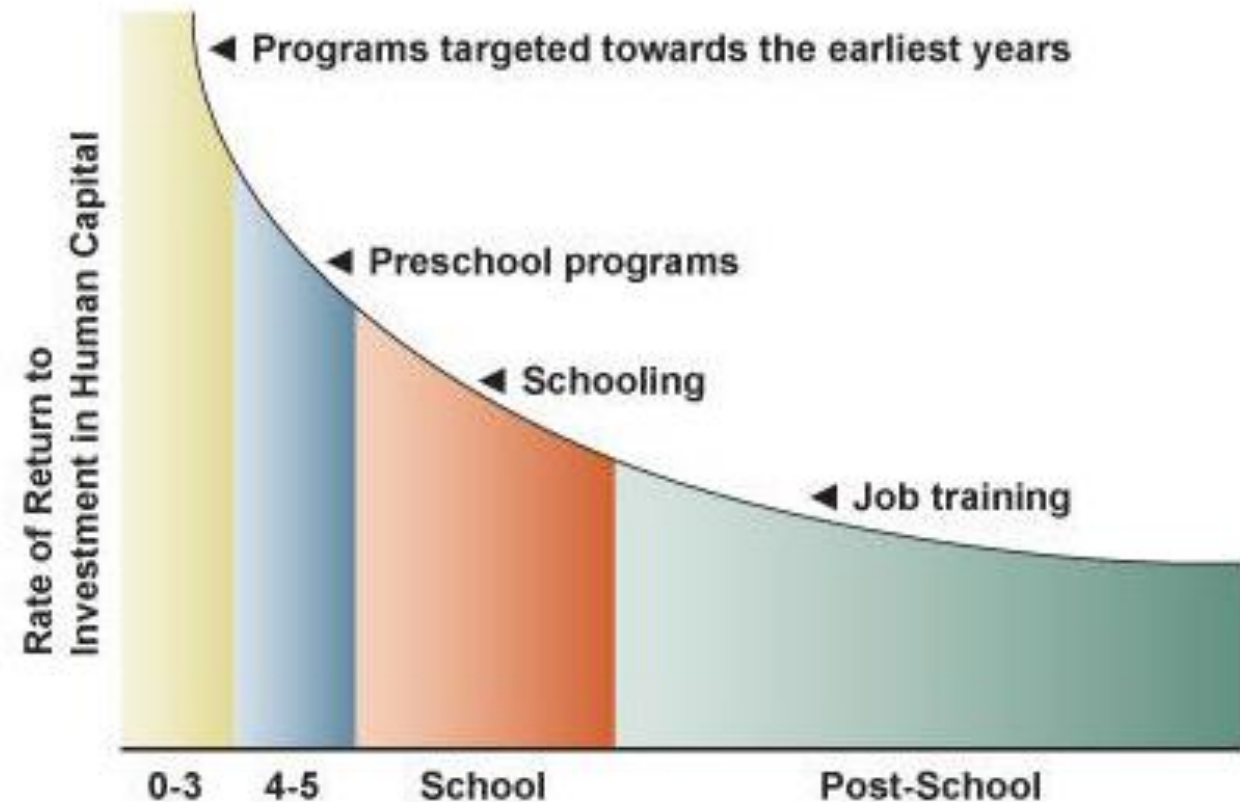 Programs targeted towards the earliest years
Preschool programs
Schooling
Job training
Rate of Return to
Investment in Human Capital
0-3
4-5
School
Post-School